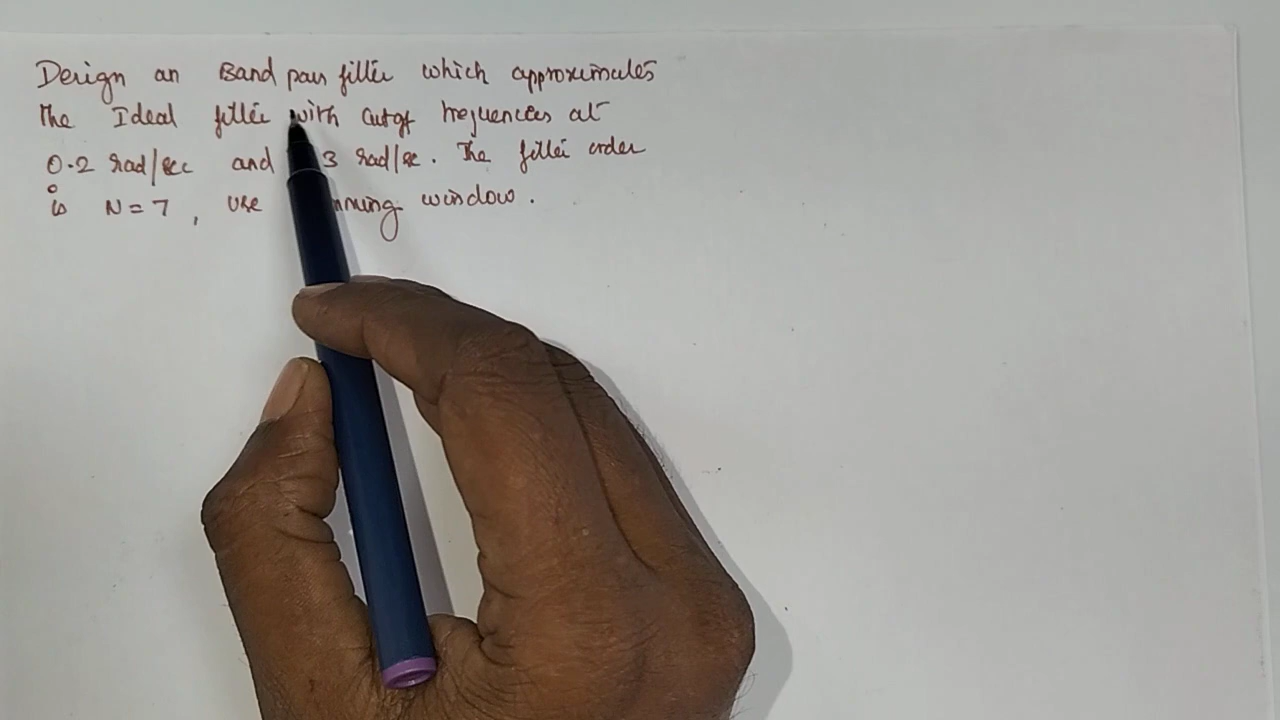 Design an Band pass filter which approximates
The Ideal filter with cutoff frequencies at
0.2 rad/sec and 3 rad/sec. The filter order
is N = 7, use nning window.